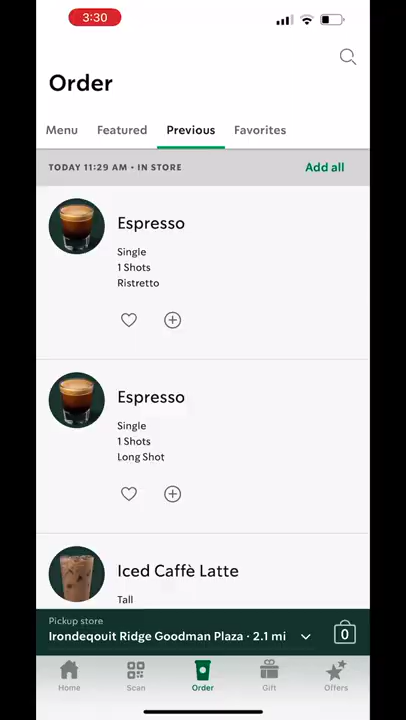 3:30
Order
Menu Featured Previous Favorites
TODAY 11:29 AM • IN STORE Add all
Espresso
Single
1 Shots
Ristretto
Espresso
Single
1 Shots
Long Shot
Iced Caffè Latte
Tall
Pickup store
Irondeqouit Ridge Goodman Plaza · 2.1 mi 0
Home Scan Order Gift Offers